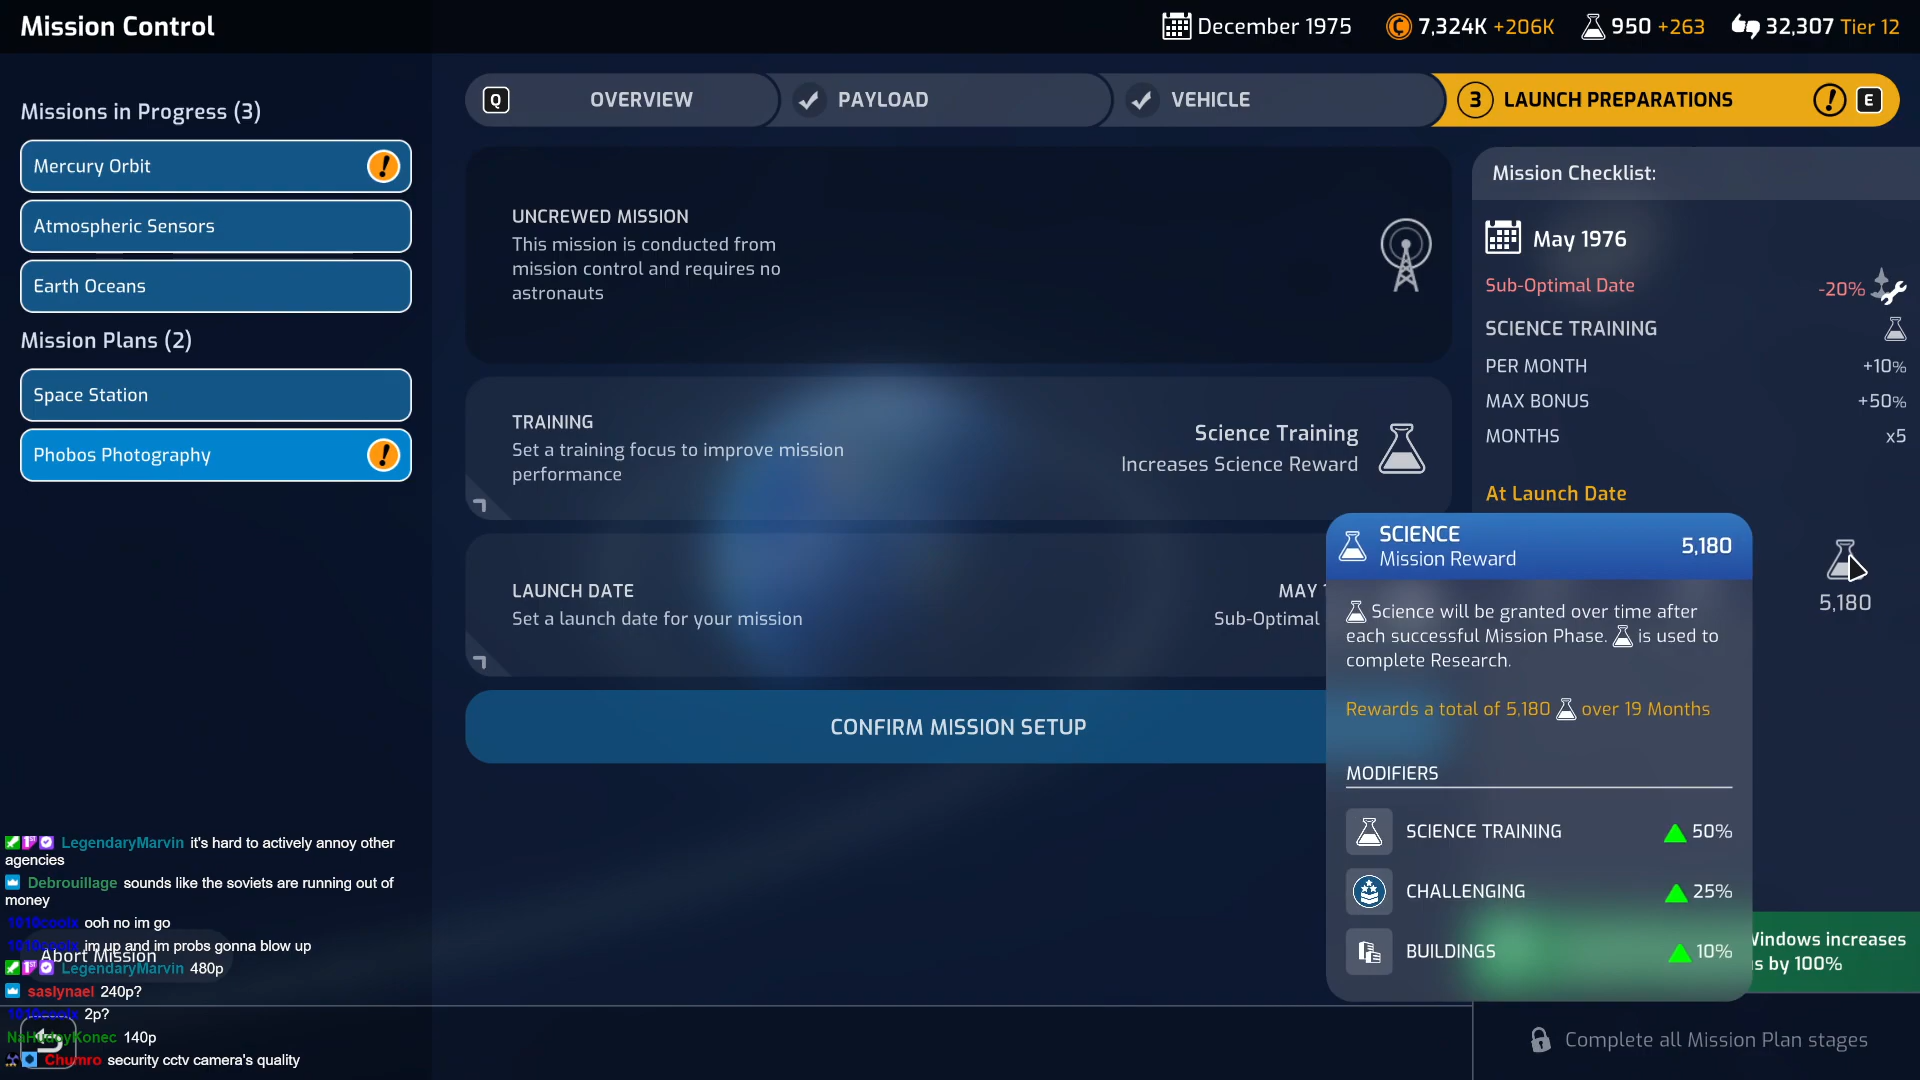 Mission Control
December 1975
7,324K +206K
950 +263
32,307 Tier 12
Missions in Progress (3)
Mercury Orbit
Atmospheric Sensors
Earth Oceans
Mission Plans (2)
Space Station
Phobos Photography
Q
OVERVIEW
PAYLOAD
VEHICLE
3
LAUNCH PREPARATIONS
E
UNCREWED MISSION
This mission is conducted from
mission control and requires no
astronauts
TRAINING
Set a training focus to improve mission
performance
Science Training
Increases Science Reward
LAUNCH DATE
Set a launch date for your mission
MAY 1
Sub-Optimal
CONFIRM MISSION SETUP
Mission Checklist:
May 1976
Sub-Optimal Date
-20%
SCIENCE TRAINING
PER MONTH
+10%
MAX BONUS
+50%
MONTHS
x5
At Launch Date
5,180
SCIENCE
Mission Reward
5,180
Science will be granted over time after
each successful Mission Phase. is used to
complete Research.
Rewards a total of 5,180 over 19 Months
MODIFIERS
SCIENCE TRAINING
50%
CHALLENGING
25%
BUILDINGS
10%
Windows increases
s by 100%
Complete all Mission Plan stages
LegendaryMarvin it's hard to actively annoy other
agencies
Debrouillage sounds like the soviets are running out of
money
1010coolx ooh no im go
1010coolx im up and im probs gonna blow up
Abort Mission
LegendaryMarvin 480p
saslynael 240p?
1010coolx 2p?
140p
Chumro security cctv camera's quality